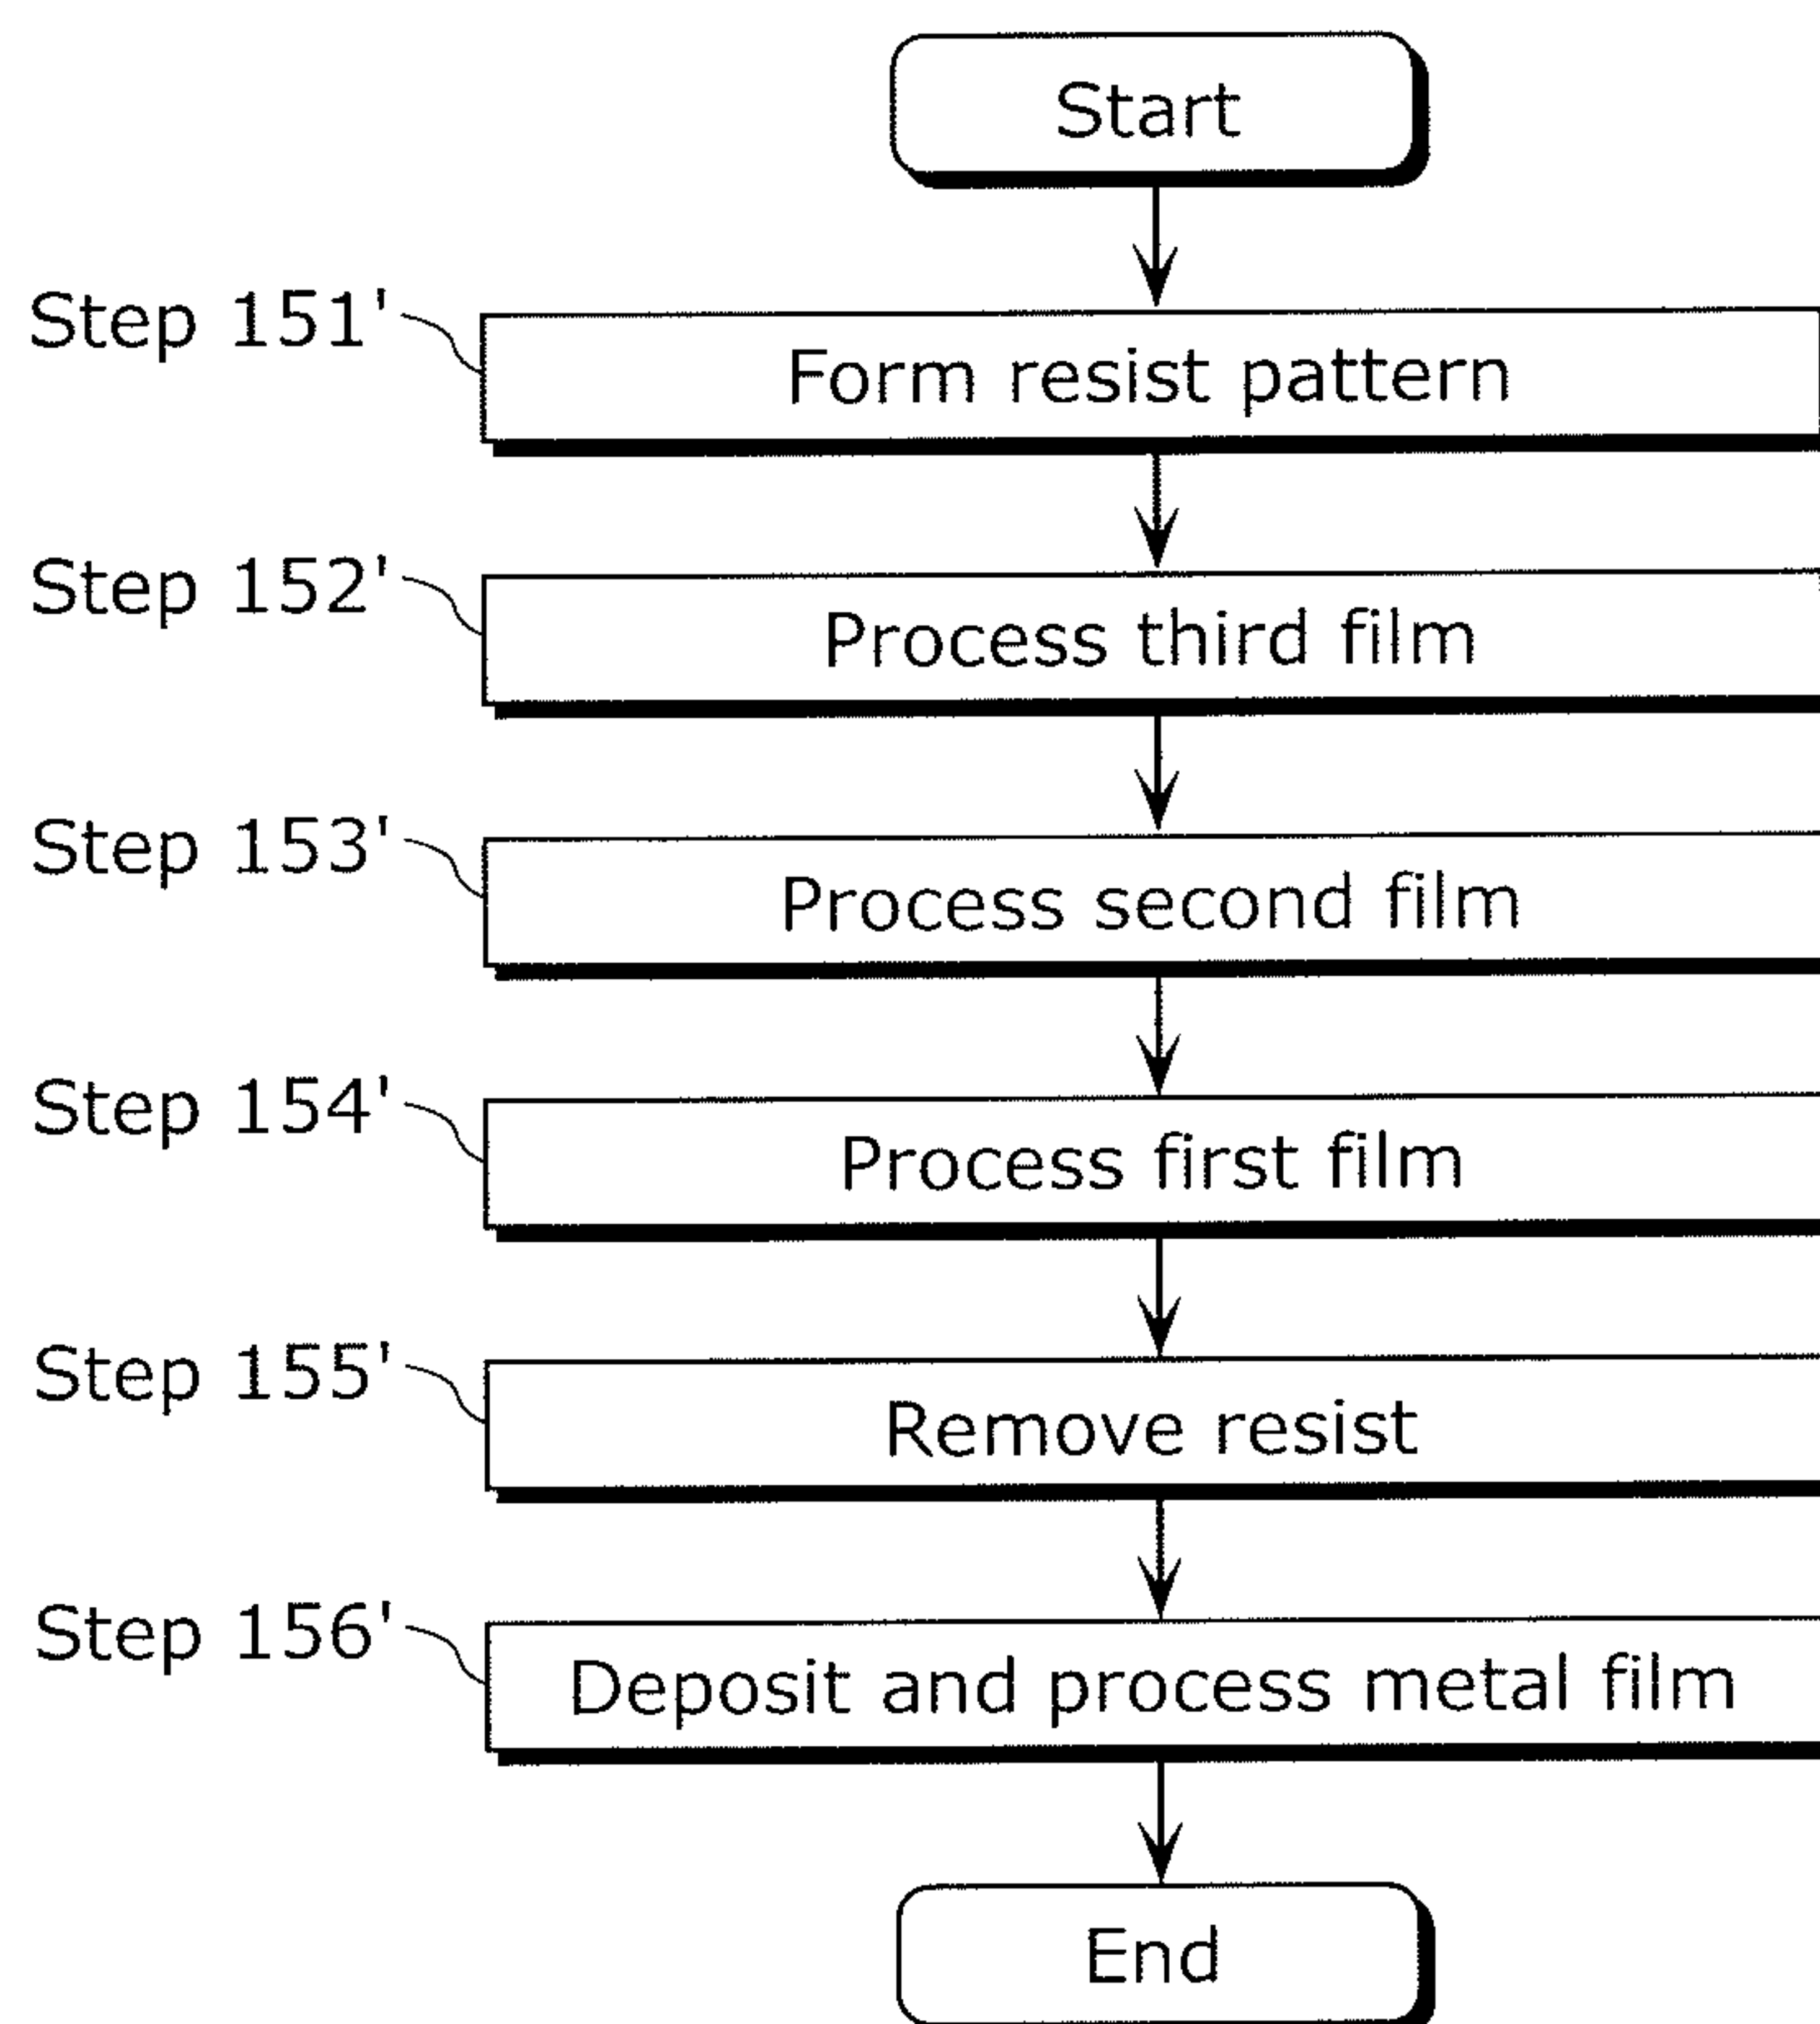 Start
Step 151'
Form resist pattern
Step 152'
Process third film
Step 153'
Process second film
Step 154'
Process first film
Step 155'
Remove resist
Step 156'
Deposit and process metal film
End